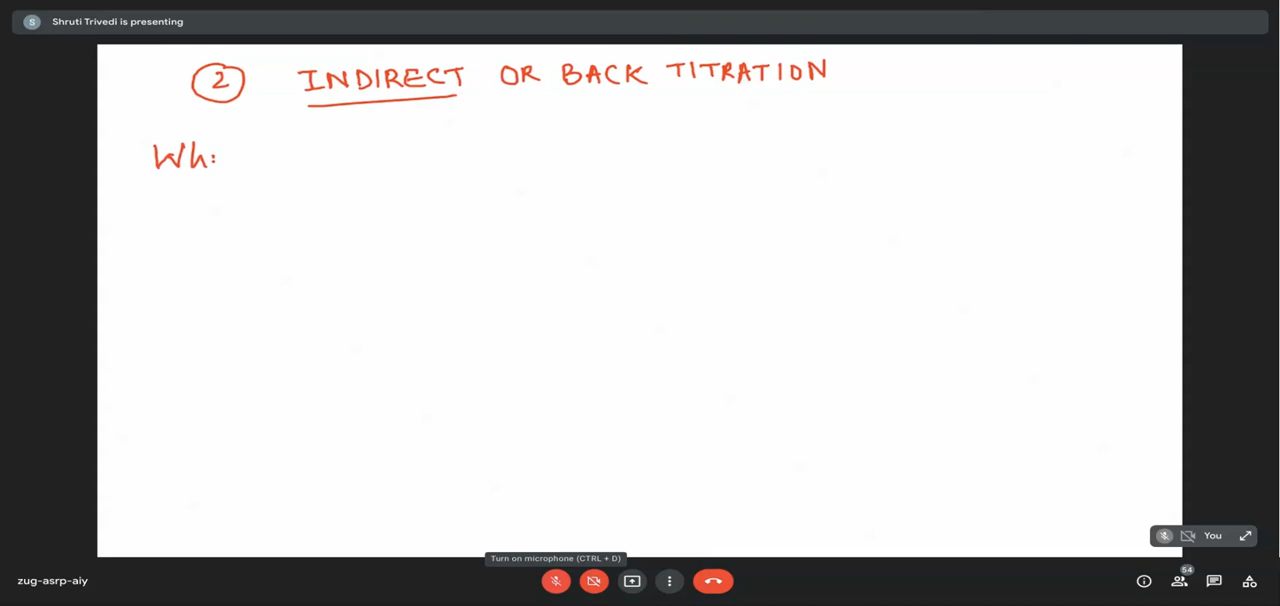 S Shruti Trivedi is presenting
2 INDIRECT OR BACK TITRATION
Wh:
Turn on microphone (CTRL + D)
You
zug-asrp-aiy
54